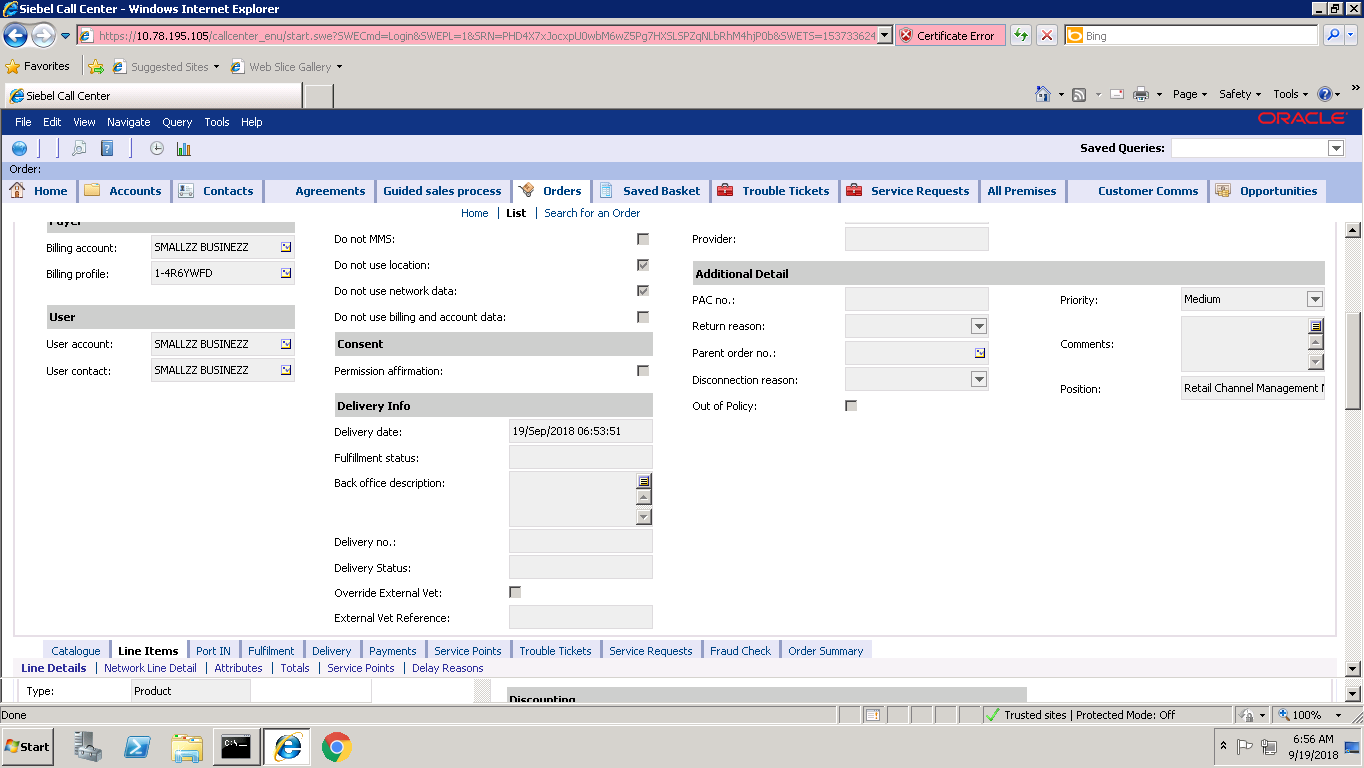 Siebel Call Center - Windows Internet Explorer
https://10.78.195.105/callcenter_enu/start.swe?SWECmd=Login&SWEPL=1&SRN=PHD4X7xJocxpU0wbM6wZ5Pg7HXSLSPZqNLbRhM4hjP0b&SWETS=153733624
Certificate Error
Bing
Favorites
Suggested Sites
Web Slice Gallery
Siebel Call Center
Page
Safety
Tools
File Edit View Navigate Query Tools Help
ORACLE
Saved Queries:
Order:
Home
Accounts
Contacts
Agreements
Guided sales process
Orders
Saved Basket
Trouble Tickets
Service Requests
All Premises
Customer Comms
Opportunities
Home | List | Search for an Order
Payer
Billing account: SMALLZZ BUSINEZZ
Billing profile: 1-4R6YWFD
User
User account: SMALLZZ BUSINEZZ
User contact: SMALLZZ BUSINEZZ
Do not MMS:
Do not use location:
Do not use network data:
Do not use billing and account data:
Consent
Permission affirmation:
Delivery Info
Delivery date: 19/Sep/2018 06:53:51
Fulfillment status:
Back office description:
Delivery no.:
Delivery Status:
Override External Vet:
External Vet Reference:
Provider:
Additional Detail
PAC no.:
Return reason:
Parent order no.:
Disconnection reason:
Out of Policy:
Priority: Medium
Comments:
Position: Retail Channel Management
Catalogue
Line Items
Port IN
Fulfilment
Delivery
Payments
Service Points
Trouble Tickets
Service Requests
Fraud Check
Order Summary
Line Details | Network Line Detail | Attributes | Totals | Service Points | Delay Reasons
Type: Product
Discounting
Done
Trusted sites | Protected Mode: Off
100%
Start
6:56 AM
9/19/2018